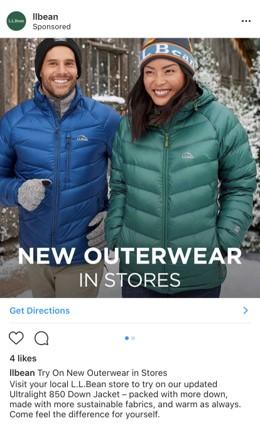 llbean
Sponsored
L.L.Bean
NEW OUTERWEAR
IN STORES
Get Directions
4 likes
llbean Try On New Outerwear in Stores
Visit your local L.L.Bean store to try on our updated
Ultralight 850 Down Jacket – packed with more down,
made with more sustainable fabrics, and warm as always.
Come feel the difference for yourself.